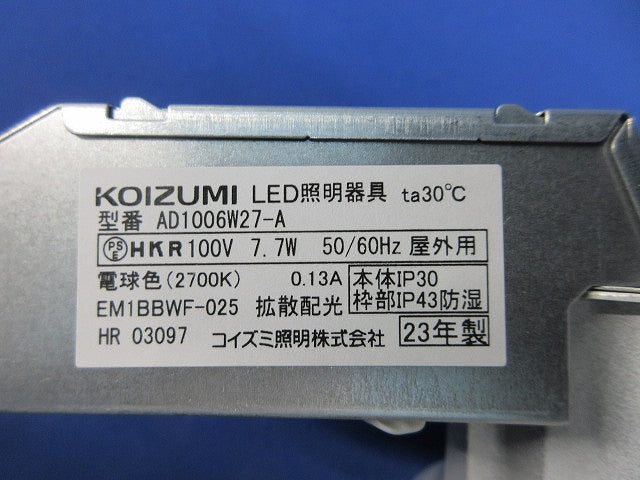 KOIZUMI LED照明器具 ta30℃
型番 AD1006W27-A
PSE HKR 100V 7.7W 50/60Hz 屋外用
電球色(2700K) 0.13A 本体IP30
EM1BBWF-025 拡散配光 枠部IP43防湿
HR 03097 コイズミ照明株式会社 23年製